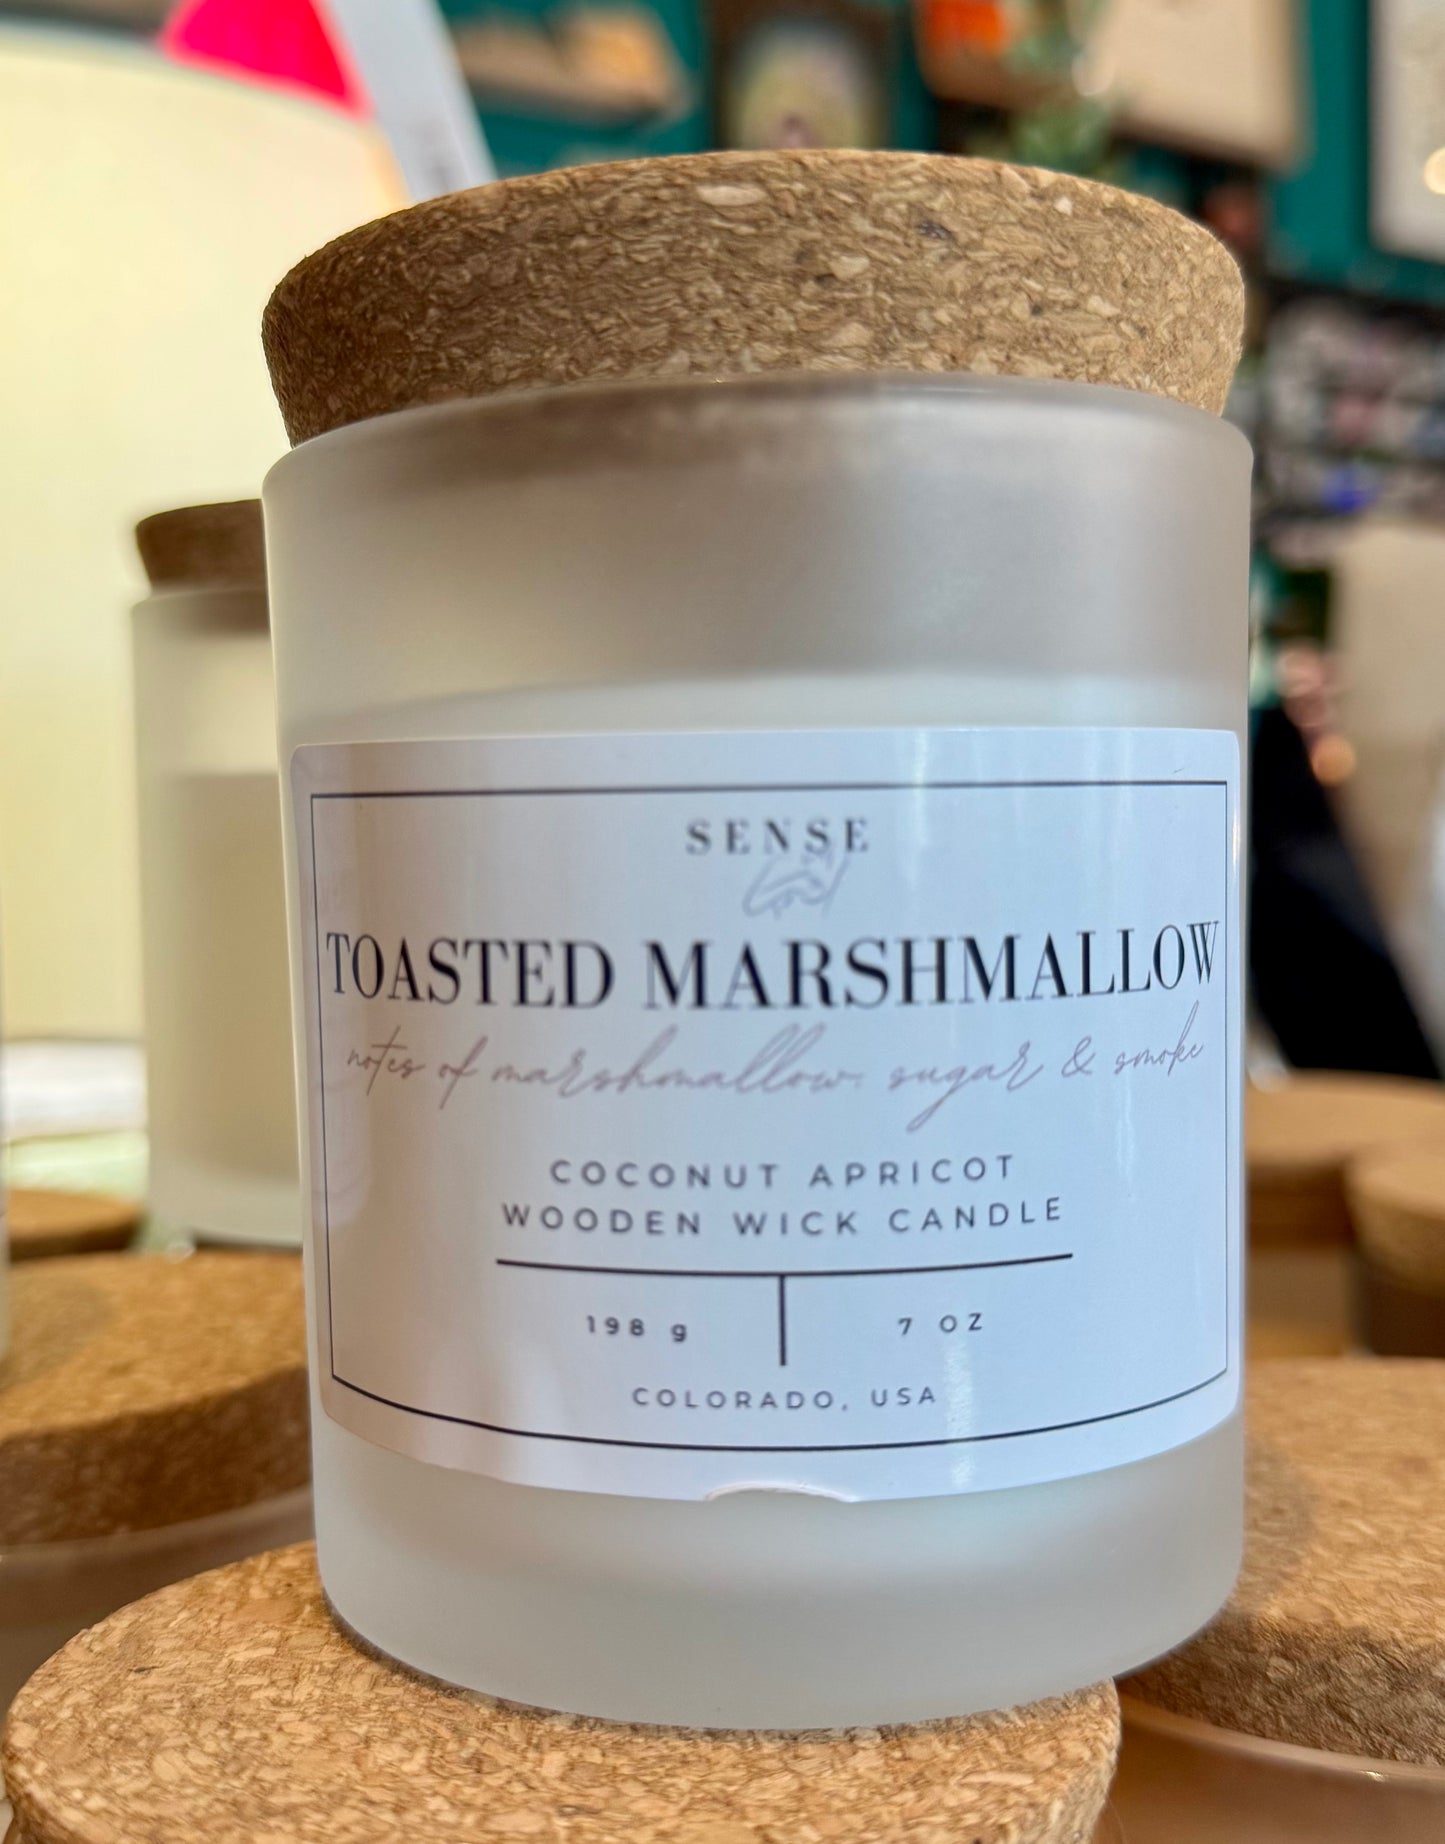 SENSE
TOASTED MARSHMALLOW
notes of marshmallow, sugar & smoke
COCONUT APRICOT
WOODEN WICK CANDLE
198 g
7 OZ
COLORADO, USA